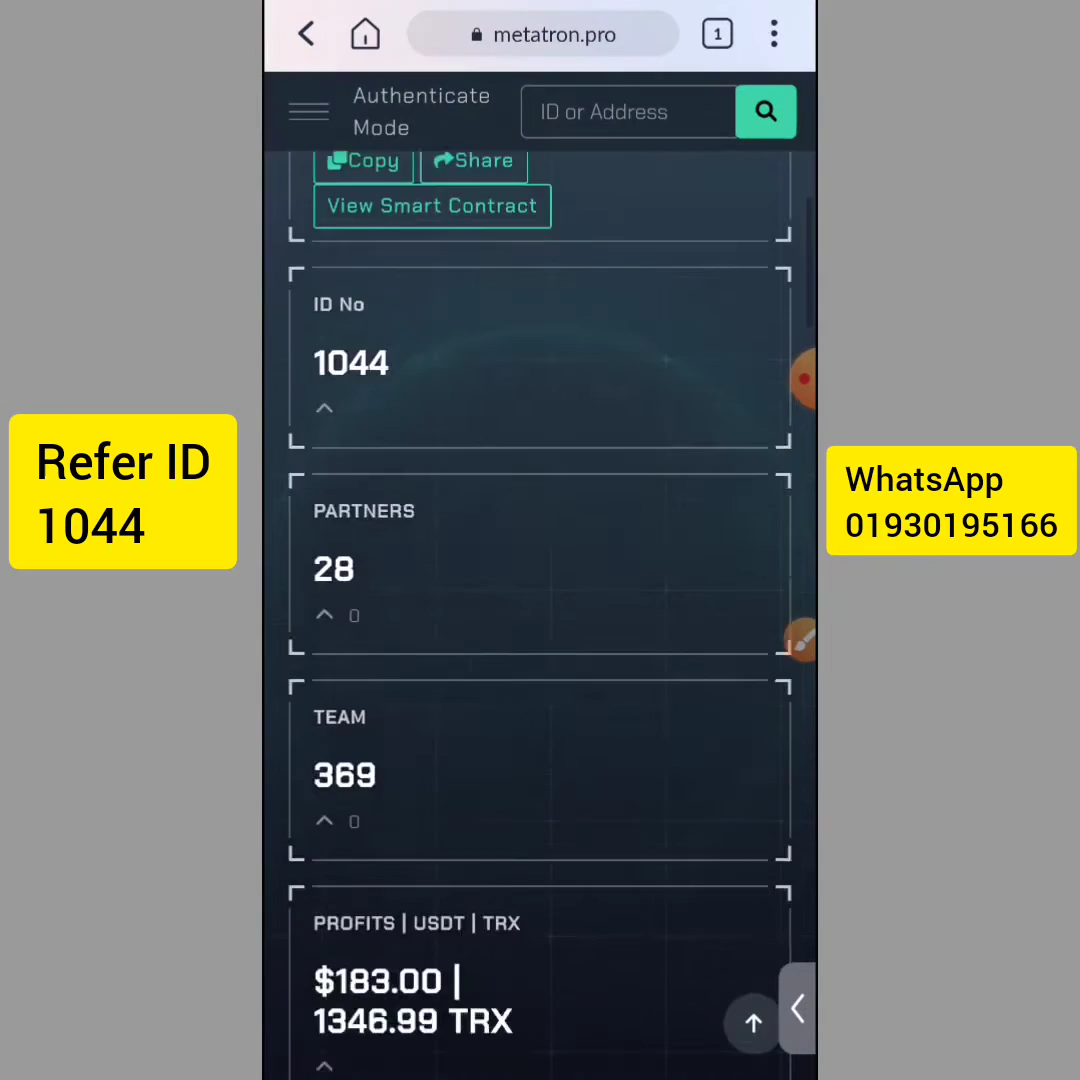 metatron.pro
1
Authenticate
Mode
ID or Address
Copy
Share
View Smart Contract
ID No
1044
PARTNERS
28
0
TEAM
369
0
PROFITS | USDT | TRX
$183.00 |
1346.99 TRX
Refer ID
1044
WhatsApp
01930195166